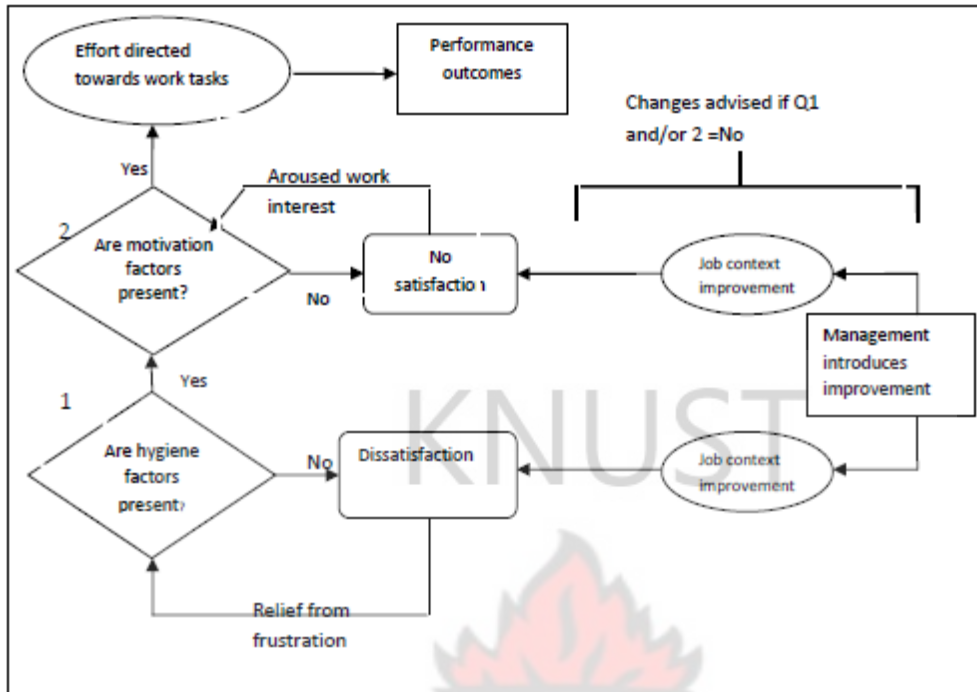 Effort directed
towards work tasks
Performance
outcomes
Changes advised if Q1
and/or 2 =No
Yes
Aroused work
interest
2
Are motivation
factors
present?
No
No
satisfaction
Job context
improvement
Management
introduces
improvement
Yes
1
Are hygiene
factors
present?
No
Dissatisfaction
Job context
improvement
KNUST
Relief from
frustration